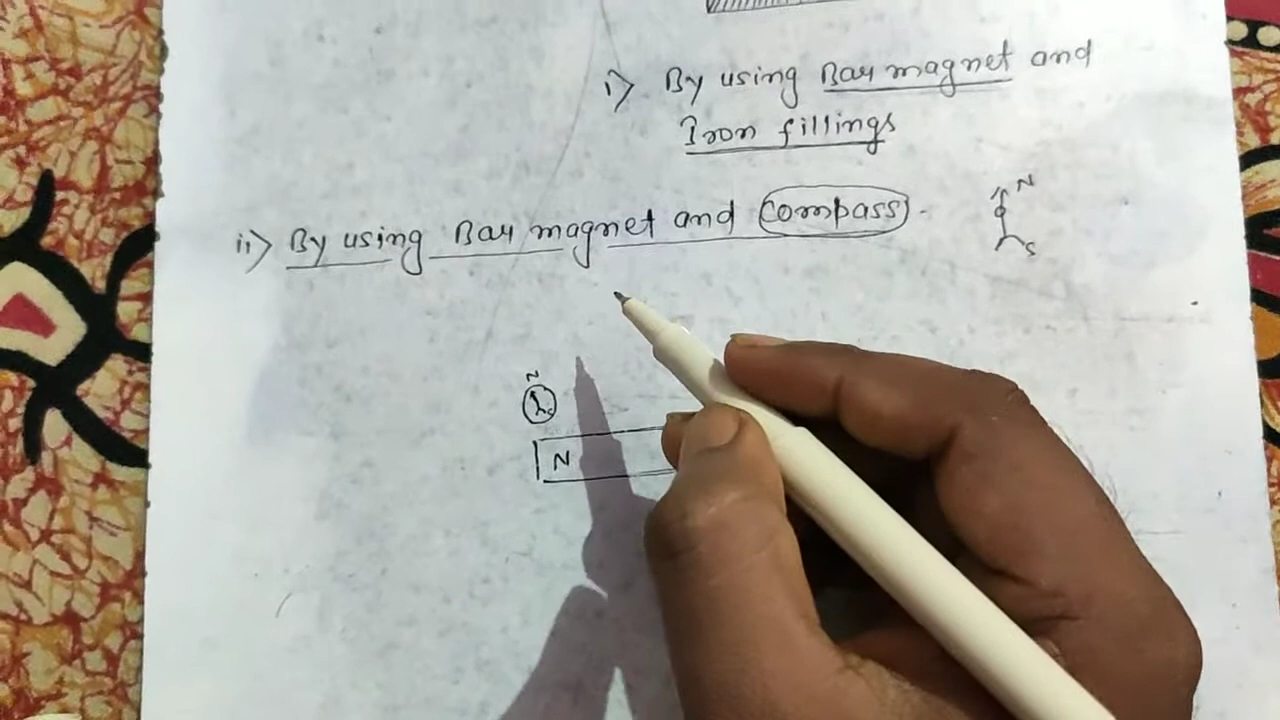 i) By using Bar magnet and
Iron fillings
ii) By using Bar magnet and compass.
N
S
N
S
N